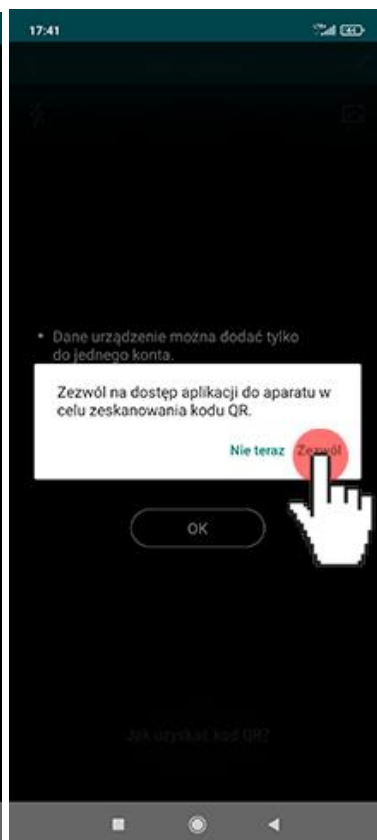 17:41
• Dane urządzenie można dodać tylko
do jednego konta.
Zezwól na dostęp aplikacji do aparatu w
celu zeskanowania kodu QR.
Nie teraz Zezwól
OK
Jak uzyskać kod QR?